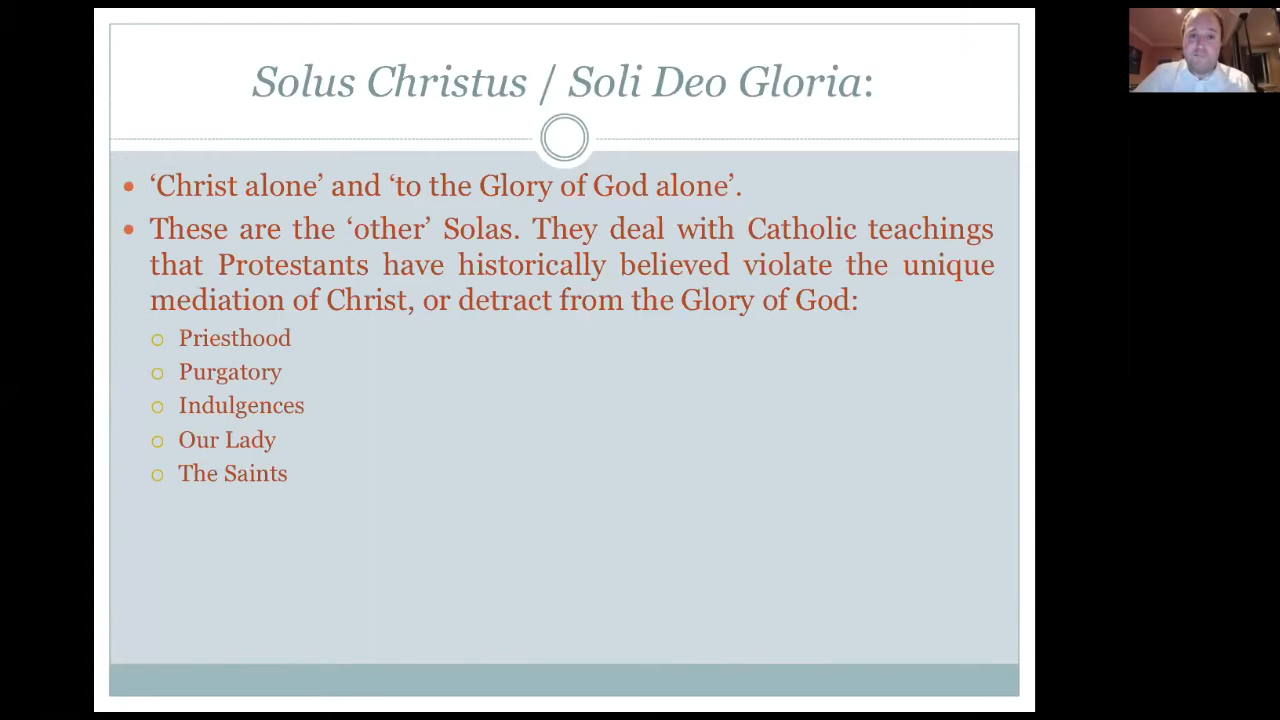 Solus Christus / Soli Deo Gloria:
‘Christ alone’ and ‘to the Glory of God alone’.
These are the ‘other’ Solas. They deal with Catholic teachings
that Protestants have historically believed violate the unique
mediation of Christ, or detract from the Glory of God:
Priesthood
Purgatory
Indulgences
Our Lady
The Saints